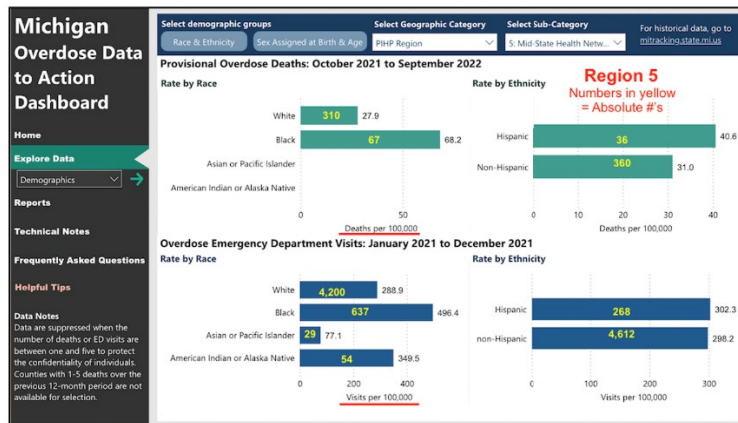 Michigan
Overdose Data
to Action
Dashboard
Home
Explore Data
Demographics
Reports
Technical Notes
Frequently Asked Questions
Helpful Tips
Data Notes
Data are suppressed when the
number of deaths or ED visits are
between one and five to protect
the confidentiality of individuals.
Counties with 1-5 deaths over the
previous 12-month period are not
available for selection.
Select demographic groups
Race & Ethnicity
Sex Assigned at Birth & Age
Select Geographic Category
PIHP Region
Select Sub-Category
5: Mid-State Health Netw...
For historical data, go to
mitracking.state.mi.us
Provisional Overdose Deaths: October 2021 to September 2022
Rate by Race
White
310
27.9
Black
67
68.2
Asian or Pacific Islander
American Indian or Alaska Native
0
50
Deaths per 100,000
Rate by Ethnicity
Region 5
Numbers in yellow
= Absolute #'s
Hispanic
36
40.6
Non-Hispanic
360
31.0
0
10
20
30
40
Deaths per 100,000
Overdose Emergency Department Visits: January 2021 to December 2021
Rate by Race
White
4,200
288.9
Black
637
496.4
Asian or Pacific Islander
29
77.1
American Indian or Alaska Native
54
349.5
0
200
400
Visits per 100,000
Rate by Ethnicity
Hispanic
268
302.3
non-Hispanic
4,612
298.2
0
100
200
300
Visits per 100,000